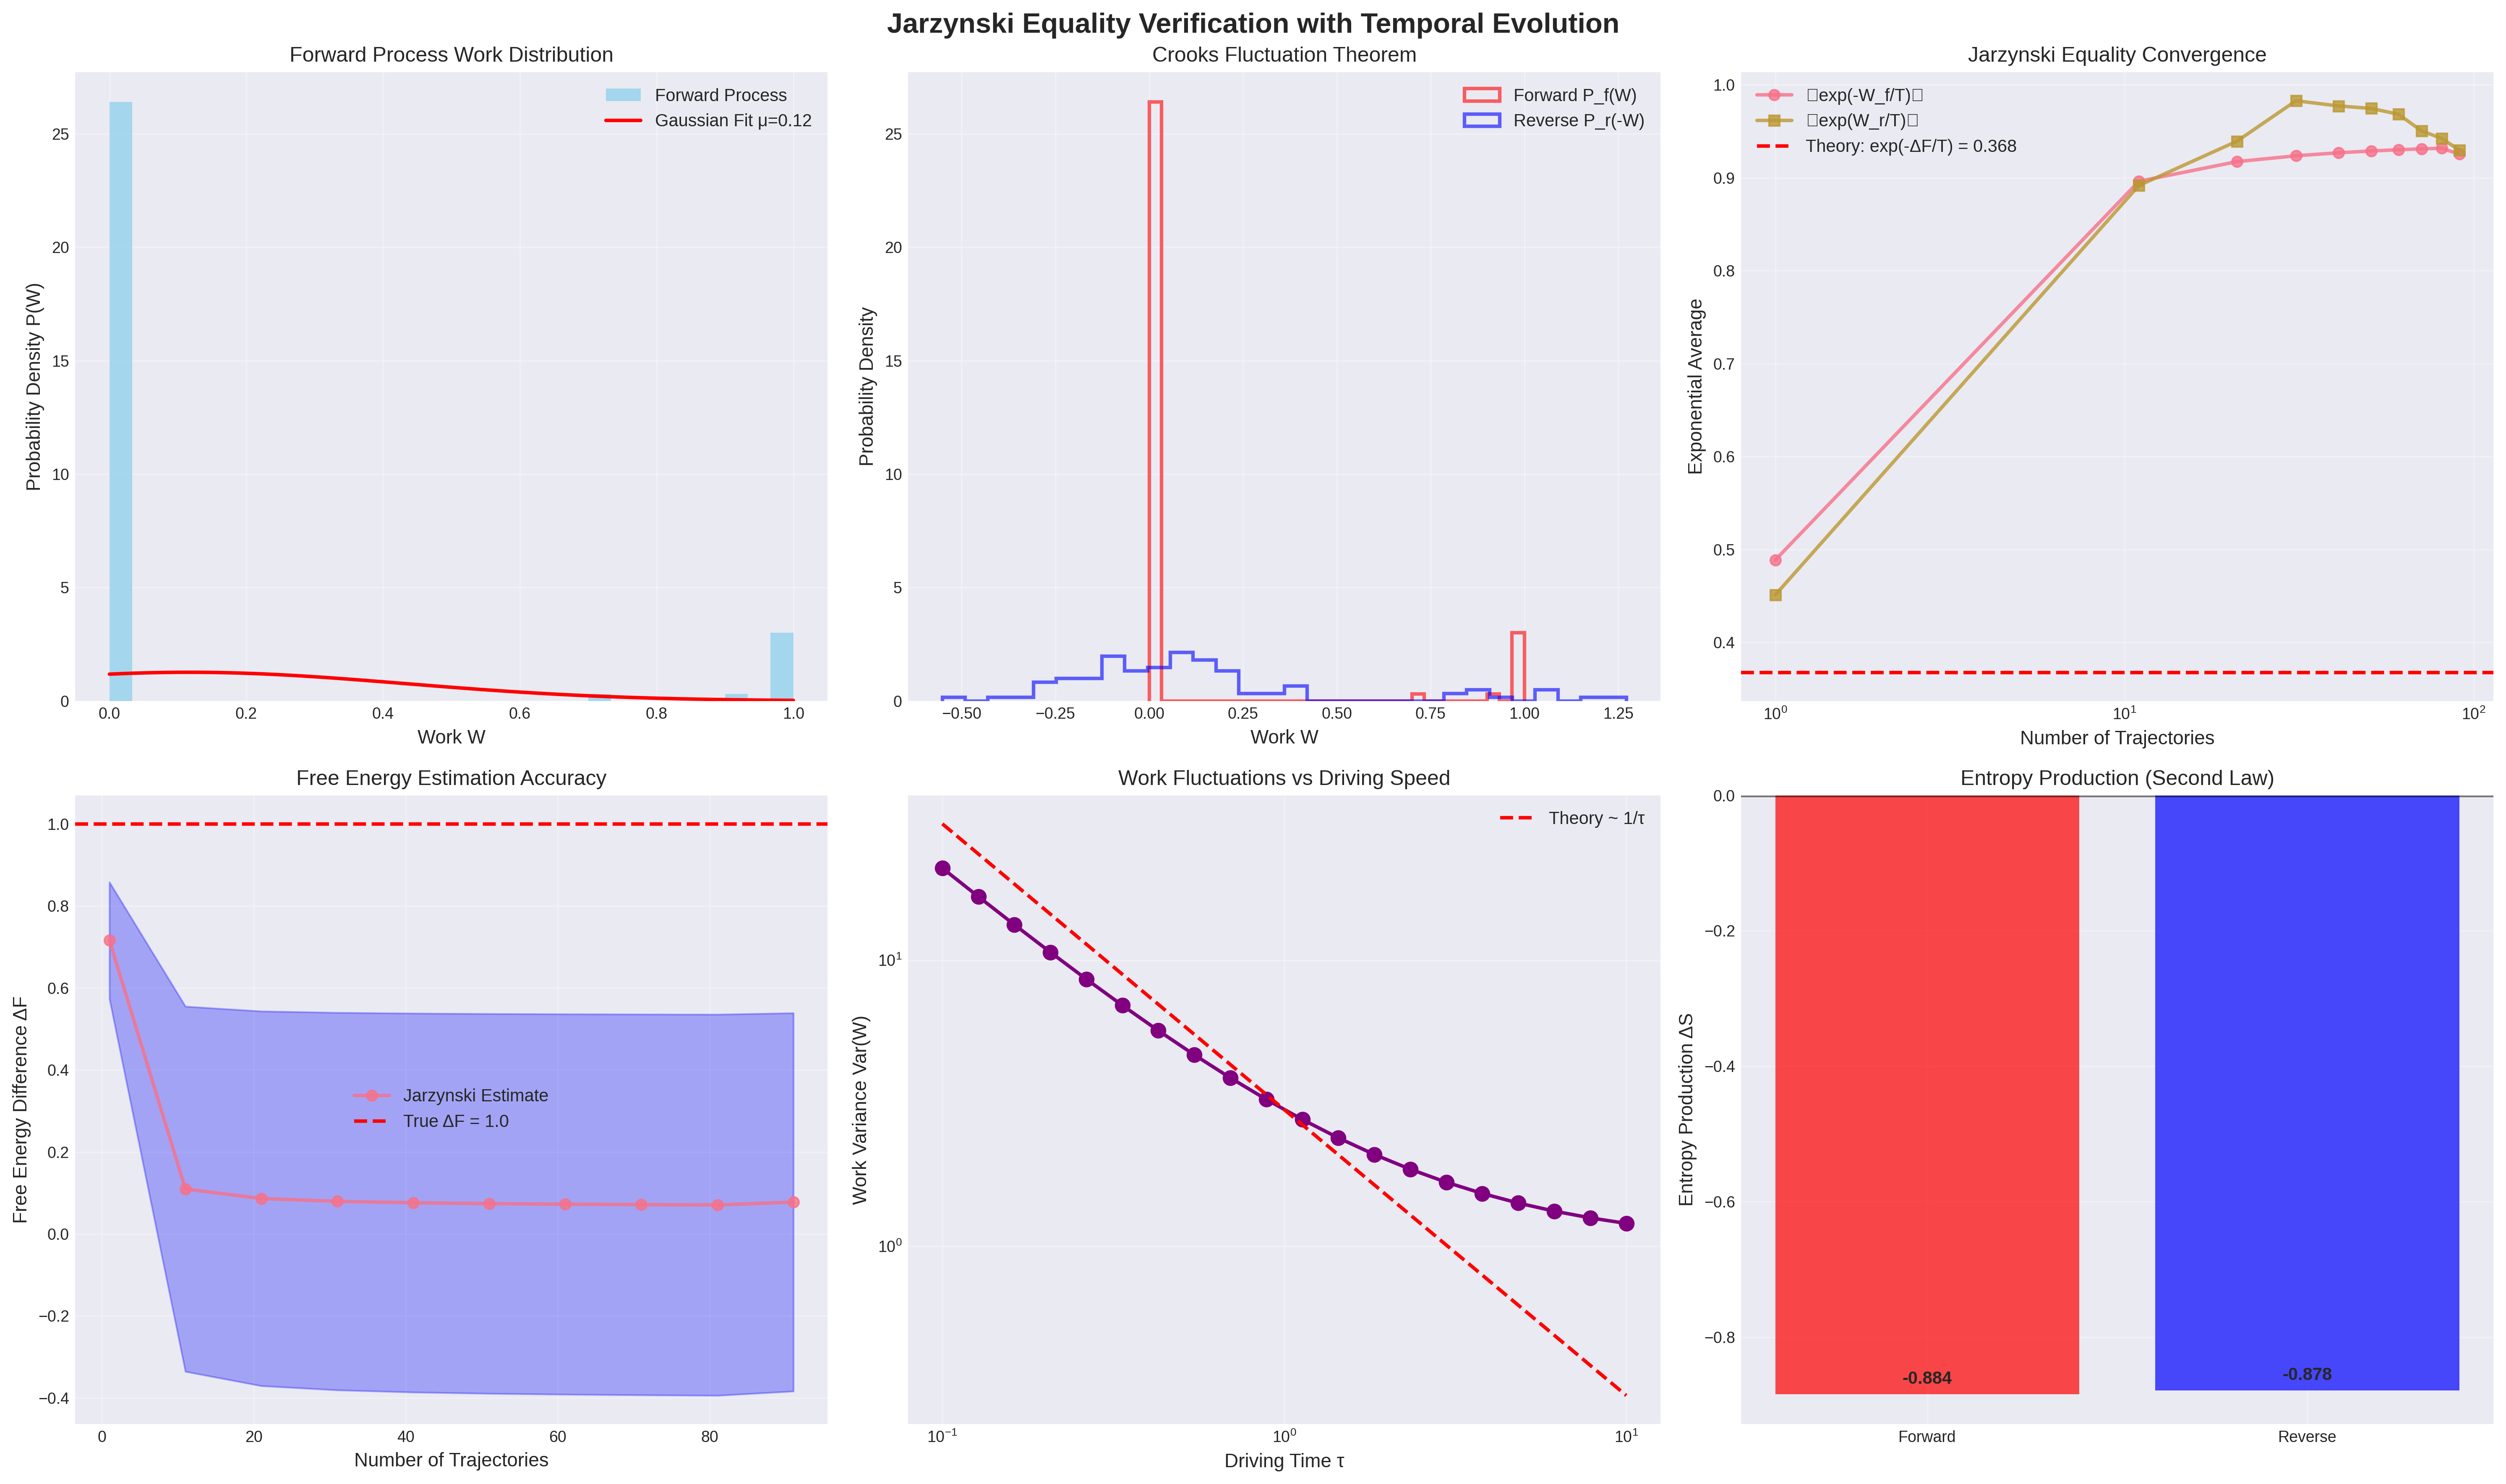 Jarzynski Equality Verification with Temporal Evolution
Forward Process Work Distribution
Forward Process
Gaussian Fit μ=0.12
Probability Density P(W)
25
20
15
10
5
0
0.0 0.2 0.4 0.6 0.8 1.0
Work W
Crooks Fluctuation Theorem
Forward P_f(W)
Reverse P_r(-W)
Probability Density
25
20
15
10
5
0
−0.50 −0.25 0.00 0.25 0.50 0.75 1.00 1.25
Work W
Jarzynski Equality Convergence
▯exp(-W_f/T)▯
▯exp(W_r/T)▯
Theory: exp(-ΔF/T) = 0.368
Exponential Average
1.0
0.9
0.8
0.7
0.6
0.5
0.4
10⁰ 10¹ 10²
Number of Trajectories
Free Energy Estimation Accuracy
Free Energy Difference ΔF
1.0
0.8
0.6
0.4
0.2
0.0
−0.2
−0.4
Jarzynski Estimate
True ΔF = 1.0
0 20 40 60 80
Number of Trajectories
Work Fluctuations vs Driving Speed
Theory ~ 1/τ
Work Variance Var(W)
10¹
10⁰
10⁻¹ 10⁰ 10¹
Driving Time τ
Entropy Production (Second Law)
Entropy Production ΔS
0.0
−0.2
−0.4
−0.6
−0.8
-0.884
-0.878
Forward Reverse